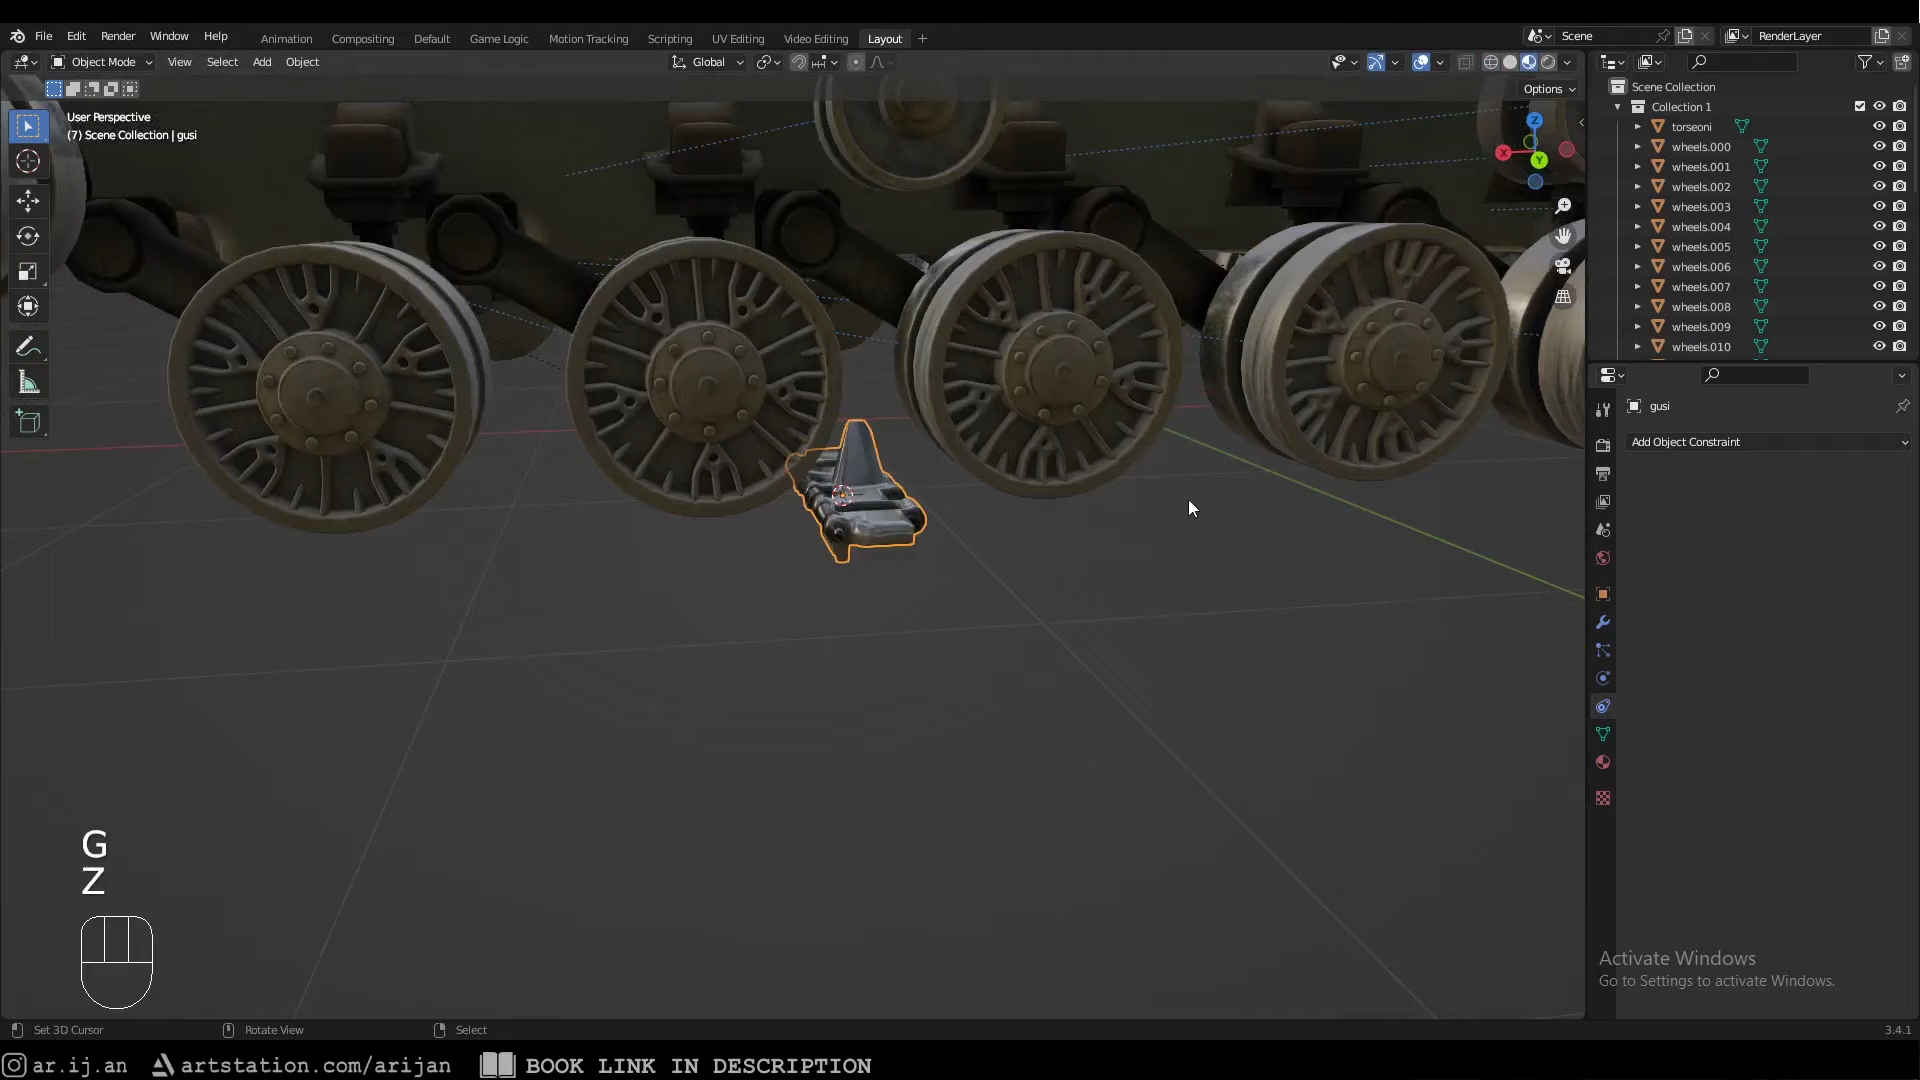 File Edit Render Window Help
Animation Compositing Default Game Logic Motion Tracking Scripting UV Editing Video Editing Layout
Scene
RenderLayer
Object Mode View Select Add Object
Global
Options
User Perspective
(7) Scene Collection | gusi
Z
X
Y
Scene Collection
Collection 1
torseoni
wheels.000
wheels.001
wheels.002
wheels.003
wheels.004
wheels.005
wheels.006
wheels.007
wheels.008
wheels.009
wheels.010
gusi
Add Object Constraint
G
Z
Activate Windows
Go to Settings to activate Windows.
Set 3D Cursor
Rotate View
Select
3.4.1
ar.ij.an
artstation.com/arijan
BOOK LINK IN DESCRIPTION